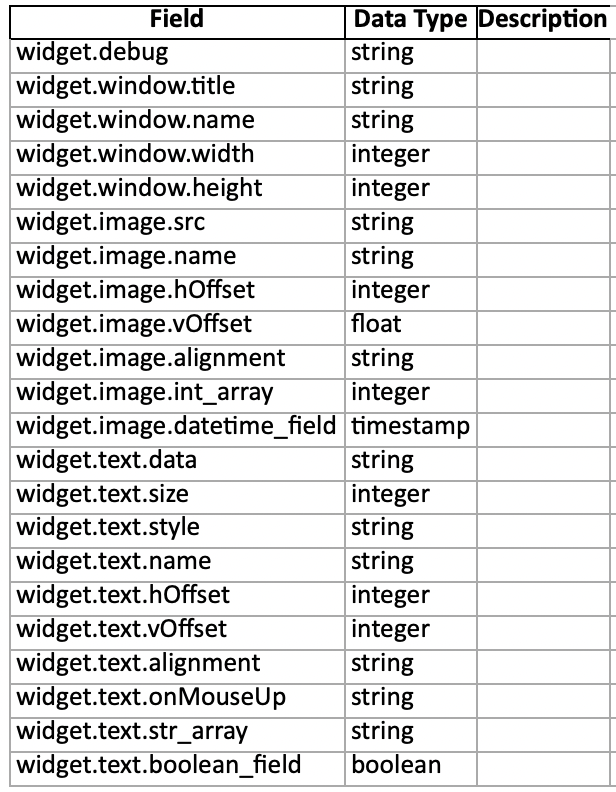 Field Data Type Description
widget.debug string
widget.window.title string
widget.window.name string
widget.window.width integer
widget.window.height integer
widget.image.src string
widget.image.name string
widget.image.hOffset integer
widget.image.vOffset float
widget.image.alignment string
widget.image.int_array integer
widget.image.datetime_field timestamp
widget.text.data string
widget.text.size integer
widget.text.style string
widget.text.name string
widget.text.hOffset integer
widget.text.vOffset integer
widget.text.alignment string
widget.text.onMouseUp string
widget.text.str_array string
widget.text.boolean_field boolean